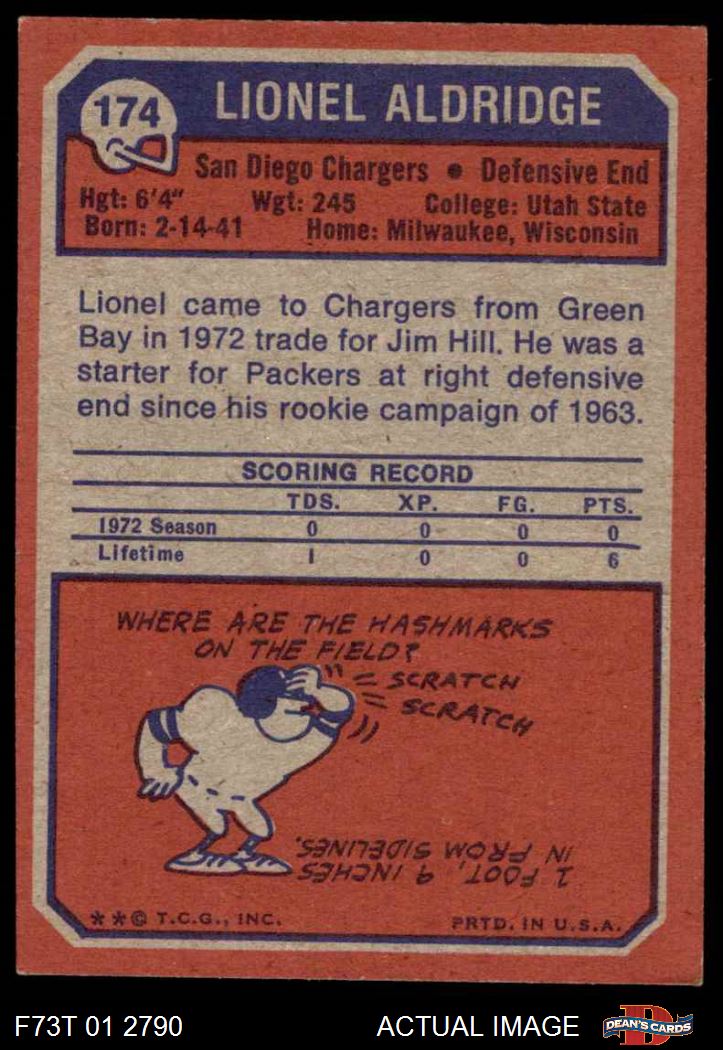 174
LIONEL ALDRIDGE
San Diego Chargers • Defensive End
Hgt: 6'4" Wgt: 245 College: Utah State
Born: 2-14-41 Home: Milwaukee, Wisconsin
Lionel came to Chargers from Green
Bay in 1972 trade for Jim Hill. He was a
starter for Packers at right defensive
end since his rookie campaign of 1963.
SCORING RECORD
TDS. XP. FG. PTS.
1972 Season 0 0 0 0
Lifetime 1 0 0 6
WHERE ARE THE HASHMARKS
ON THE FIELD?
SCRATCH
SCRATCH
1 FOOT, 9 INCHES
IN FROM SIDELINES.
**© T.C.G., INC. PRTD. IN U.S.A.
F73T 01 2790 ACTUAL IMAGE
D
DEAN'S CARDS